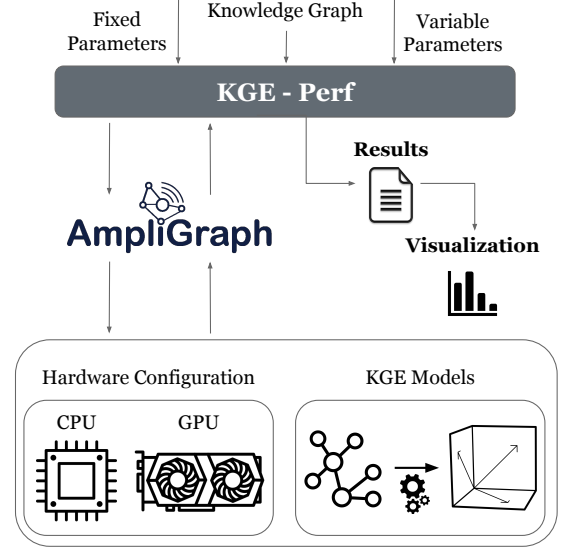 Fixed
Parameters
Knowledge Graph
Variable
Parameters
KGE - Perf
Results
AmpliGraph
Visualization
Hardware Configuration
KGE Models
CPU
GPU